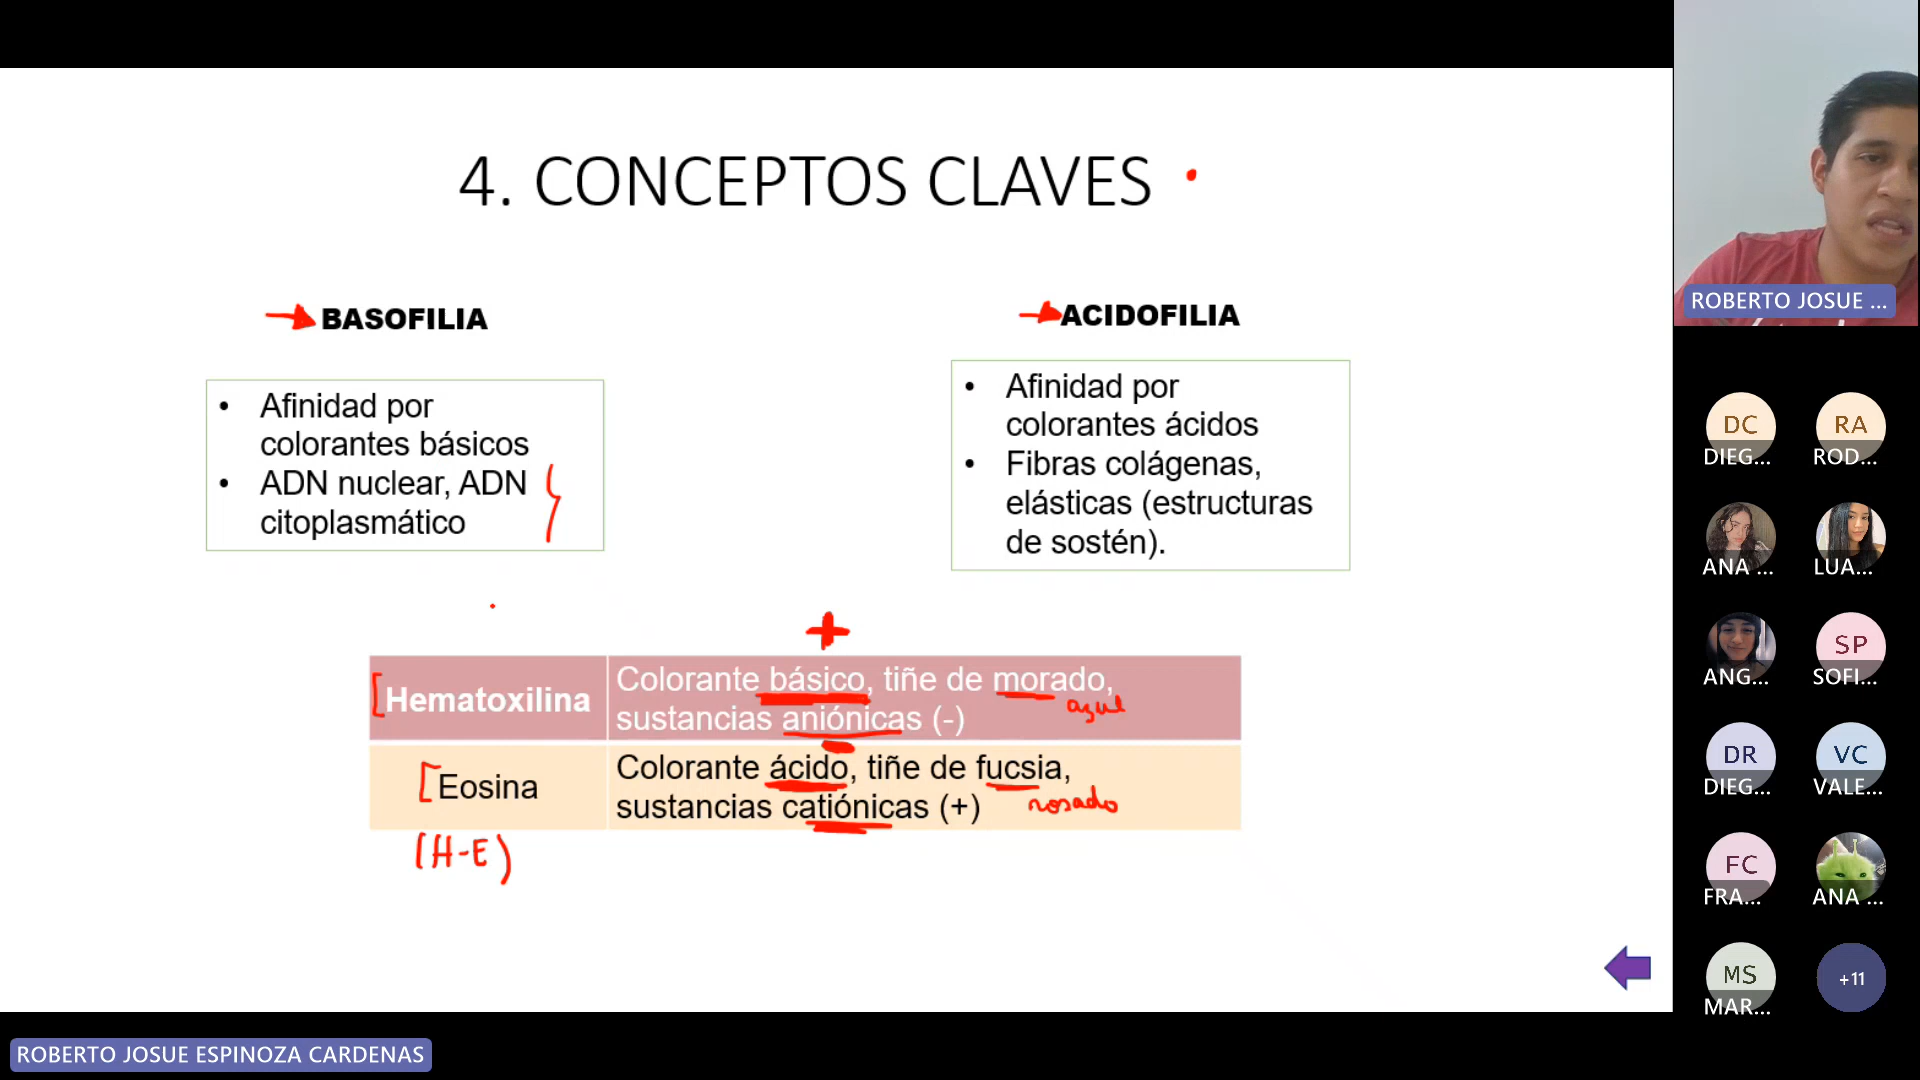 4. CONCEPTOS CLAVES
BASOFILIA
• Afinidad por
colorantes básicos
• ADN nuclear, ADN
citoplasmático
ACIDOFILIA
• Afinidad por
colorantes ácidos
• Fibras colágenas,
elásticas (estructuras
de sostén).
+
Hematoxilina
Colorante básico, tiñe de morado,
azul
sustancias aniónicas (-)
Eosina
Colorante ácido, tiñe de fucsia,
sustancias catiónicas (+)
rosado
(H-E)
ROBERTO JOSUE ...
DC
DIEG...
RA
ROD...
ANA ...
LUA...
ANG...
SP
SOFI...
DR
DIEG...
VC
VALE...
FC
FRA...
ANA ...
MS
MAR...
+11
ROBERTO JOSUE ESPINOZA CARDENAS